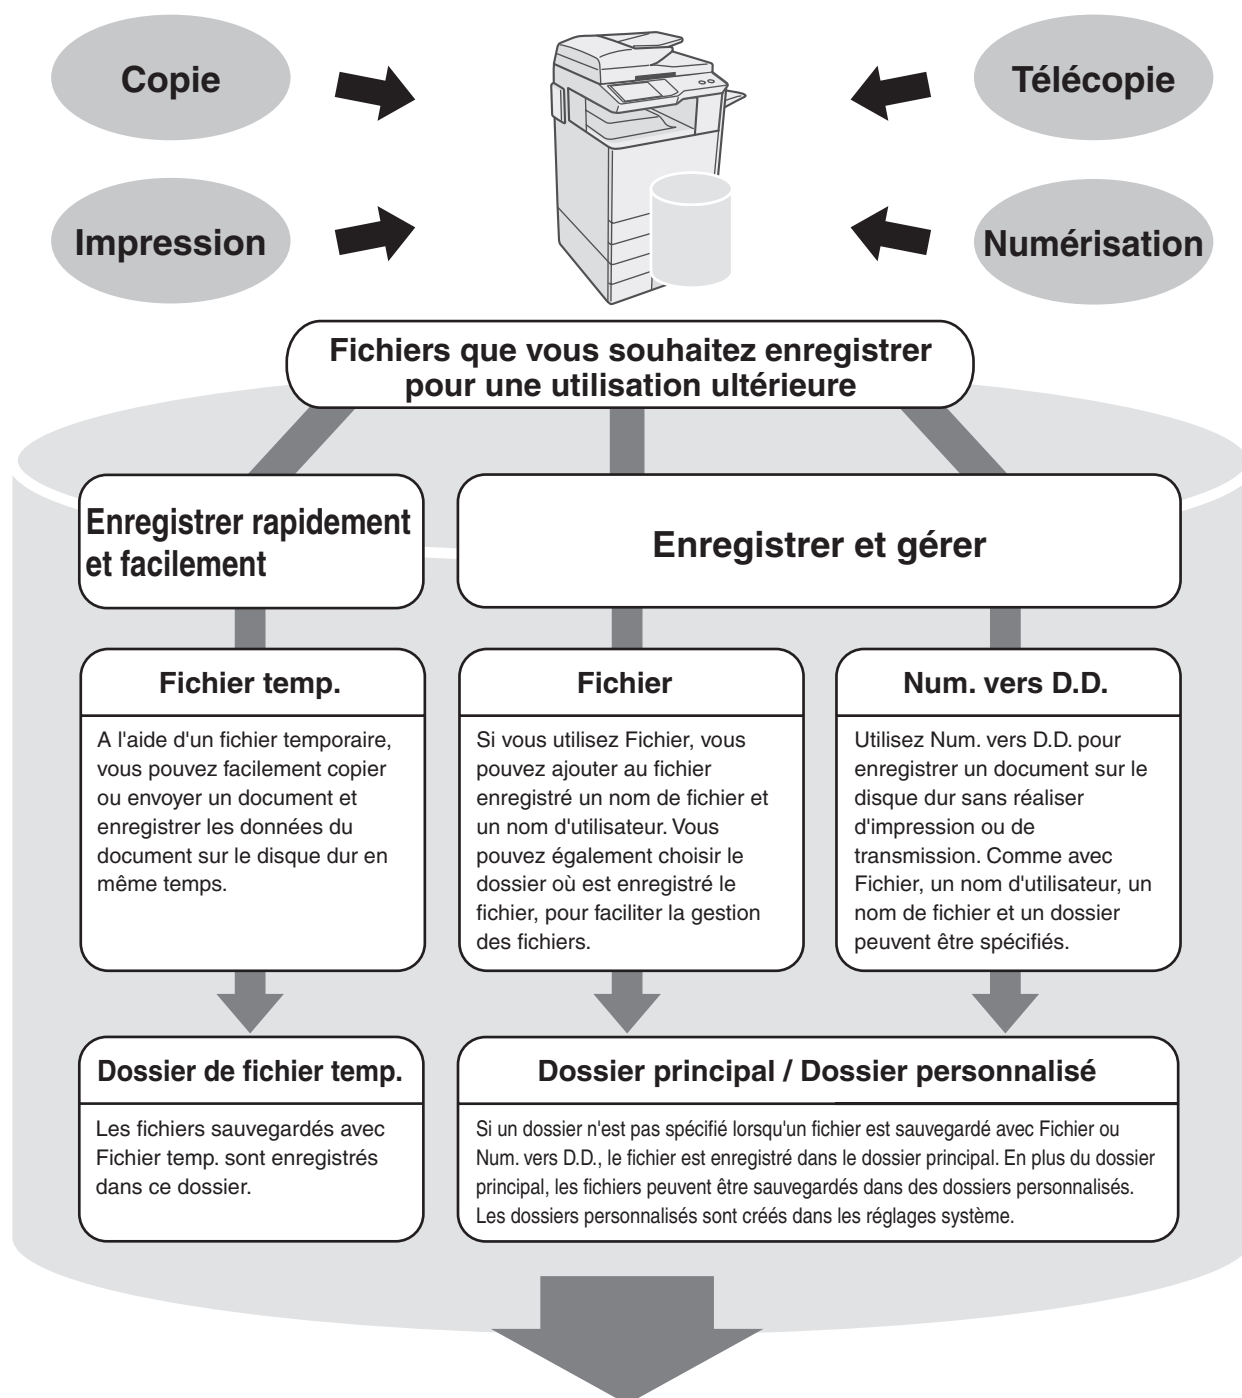 Copie
Télécopie
Impression
Numérisation
Fichiers que vous souhaitez enregistrer
pour une utilisation ultérieure
Enregistrer rapidement
et facilement
Enregistrer et gérer
Fichier temp.
A l'aide d'un fichier temporaire,
vous pouvez facilement copier
ou envoyer un document et
enregistrer les données du
document sur le disque dur en
même temps.
Fichier
Si vous utilisez Fichier, vous
pouvez ajouter au fichier
enregistré un nom de fichier et
un nom d'utilisateur. Vous
pouvez également choisir le
dossier où est enregistré le
fichier, pour faciliter la gestion
des fichiers.
Num. vers D.D.
Utilisez Num. vers D.D. pour
enregistrer un document sur le
disque dur sans réaliser
d'impression ou de
transmission. Comme avec
Fichier, un nom d'utilisateur, un
nom de fichier et un dossier
peuvent être spécifiés.
Dossier de fichier temp.
Les fichiers sauvegardés avec
Fichier temp. sont enregistrés
dans ce dossier.
Dossier principal / Dossier personnalisé
Si un dossier n'est pas spécifié lorsqu'un fichier est sauvegardé avec Fichier ou
Num. vers D.D., le fichier est enregistré dans le dossier principal. En plus du dossier
principal, les fichiers peuvent être sauvegardés dans des dossiers personnalisés.
Les dossiers personnalisés sont créés dans les réglages système.